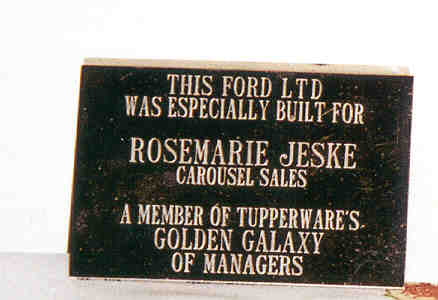 THIS FORD LTD
WAS ESPECIALLY BUILT FOR
ROSEMARIE JESKE
CAROUSEL SALES
A MEMBER OF TUPPERWARE'S
GOLDEN GALAXY
OF MANAGERS